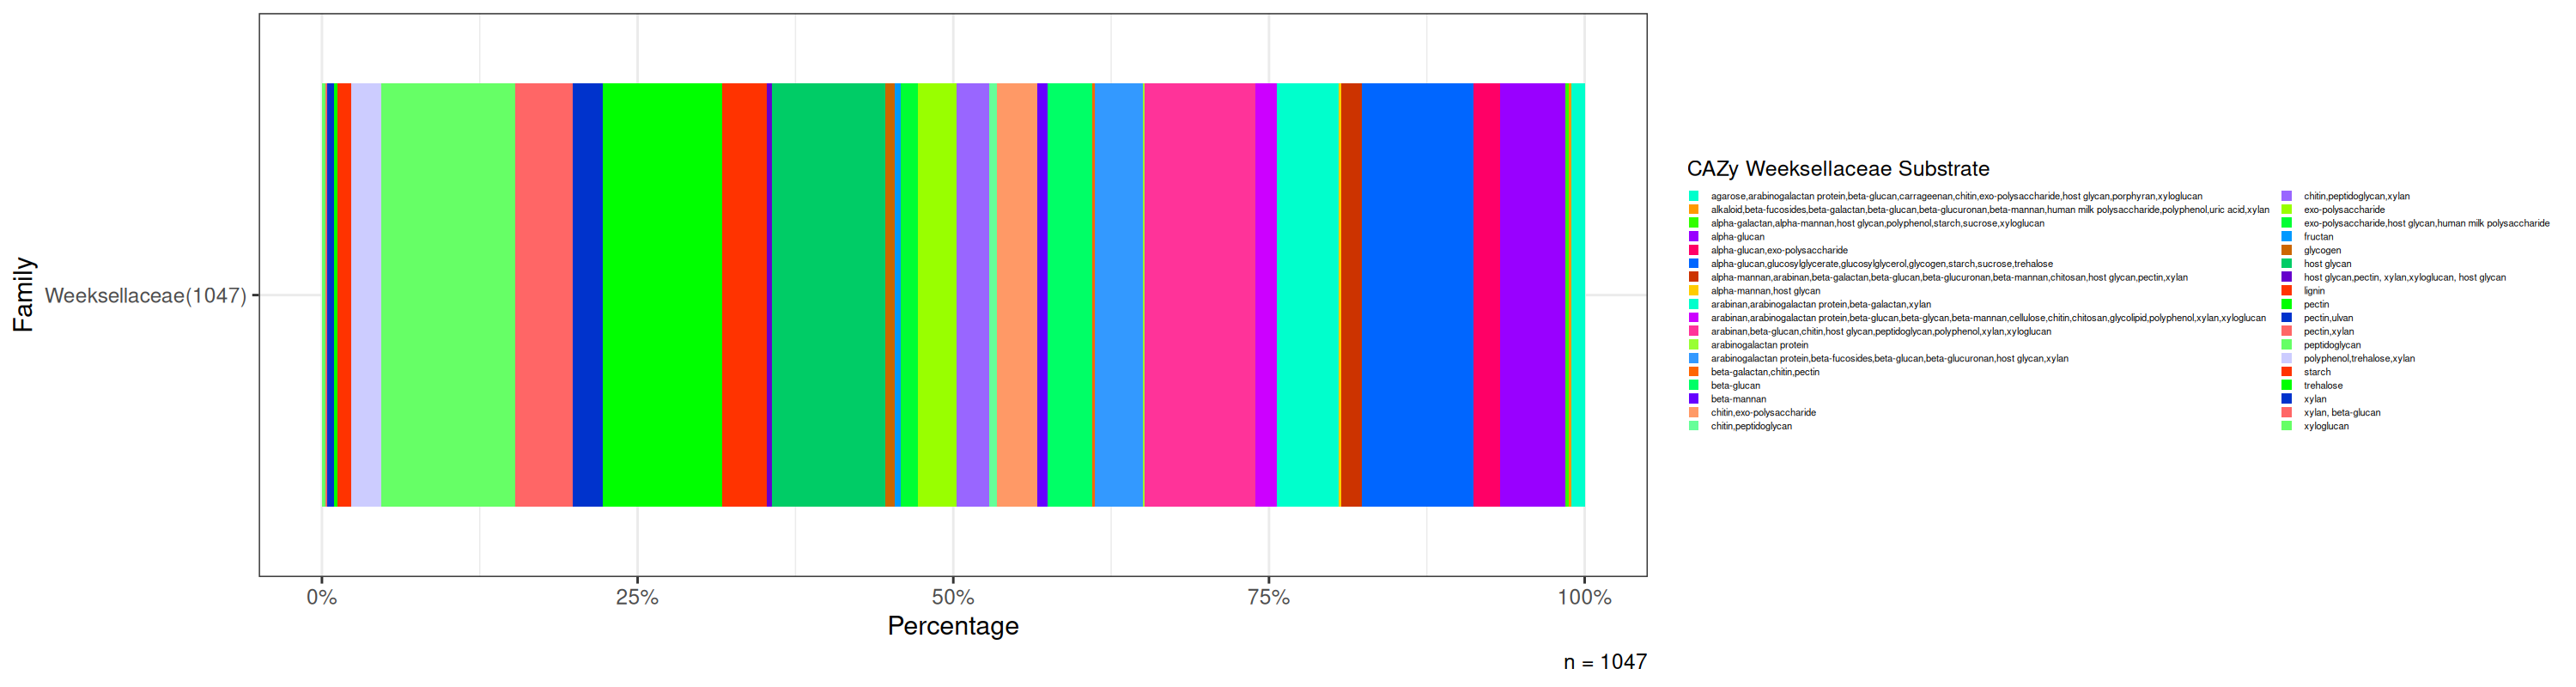 CAZy Weeksellaceae Substrate
agarose,arabinogalactan protein,beta-glucan,carrageenan,chitin,exo-polysaccharide,host glycan,porphyran,xyloglucan
alkaloid,beta-fucosides,beta-galactan,beta-glucan,beta-glucuronan,beta-mannan,human milk polysaccharide,polyphenol,uric acid,xylan
alpha-galactan,alpha-mannan,host glycan,polyphenol,starch,sucrose,xyloglucan
alpha-glucan
alpha-glucan,exo-polysaccharide
alpha-glucan,glucosylglycerate,glucosylglycerol,glycogen,starch,sucrose,trehalose
alpha-mannan,arabinan,beta-galactan,beta-glucan,beta-glucuronan,beta-mannan,chitosan,host glycan,pectin,xylan
alpha-mannan,host glycan
arabinan,arabinogalactan protein,beta-galactan,xylan
arabinan,arabinogalactan protein,beta-glucan,beta-glycan,beta-mannan,cellulose,chitin,chitosan,glycolipid,polyphenol,xylan,xyloglucan
arabinan,beta-glucan,chitin,host glycan,peptidoglycan,polyphenol,xylan,xyloglucan
arabinogalactan protein
arabinogalactan protein,beta-fucosides,beta-glucan,beta-glucuronan,host glycan,xylan
beta-galactan,chitin,pectin
beta-glucan
beta-mannan
chitin,exo-polysaccharide
chitin,peptidoglycan
chitin,peptidoglycan,xylan
exo-polysaccharide
exo-polysaccharide,host glycan,human milk polysaccharide
fructan
glycogen
host glycan
host glycan,pectin, xylan,xyloglucan, host glycan
lignin
pectin
pectin,ulvan
pectin,xylan
peptidoglycan
polyphenol,trehalose,xylan
starch
trehalose
xylan
xylan, beta-glucan
xyloglucan
Family
Weeksellaceae(1047)
0% 25% 50% 75% 100%
Percentage
n = 1047